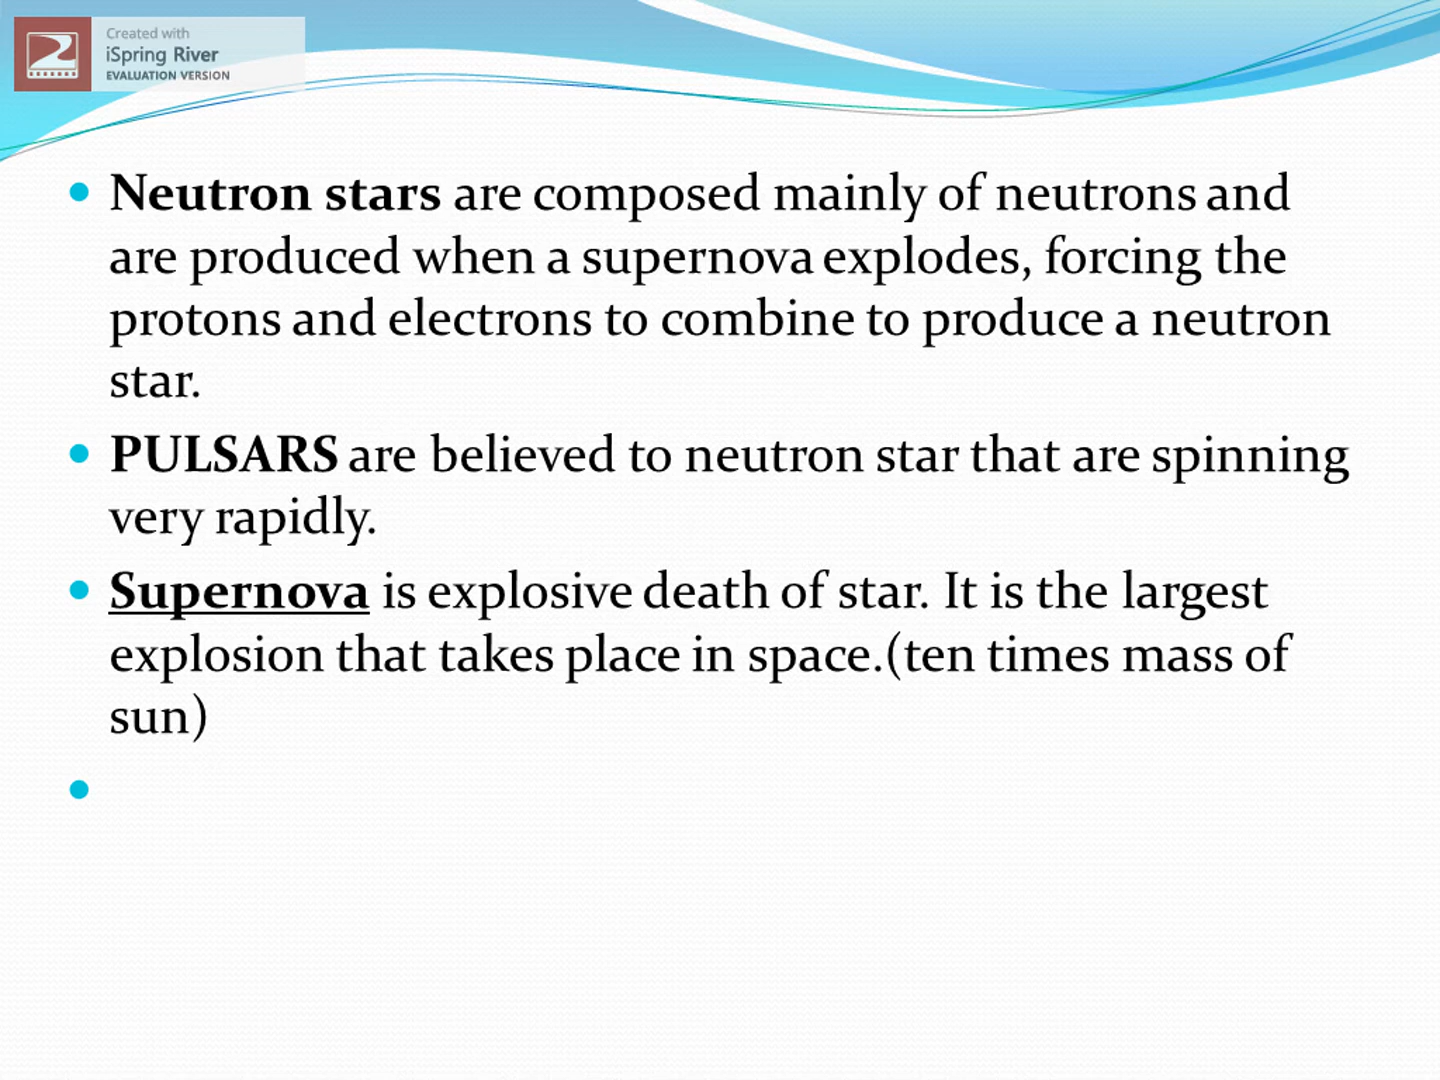 Created with
iSpring River
EVALUATION VERSION
Neutron stars are composed mainly of neutrons and
are produced when a supernova explodes, forcing the
protons and electrons to combine to produce a neutron
star.
PULSARS are believed to neutron star that are spinning
very rapidly.
Supernova is explosive death of star. It is the largest
explosion that takes place in space.(ten times mass of
sun)